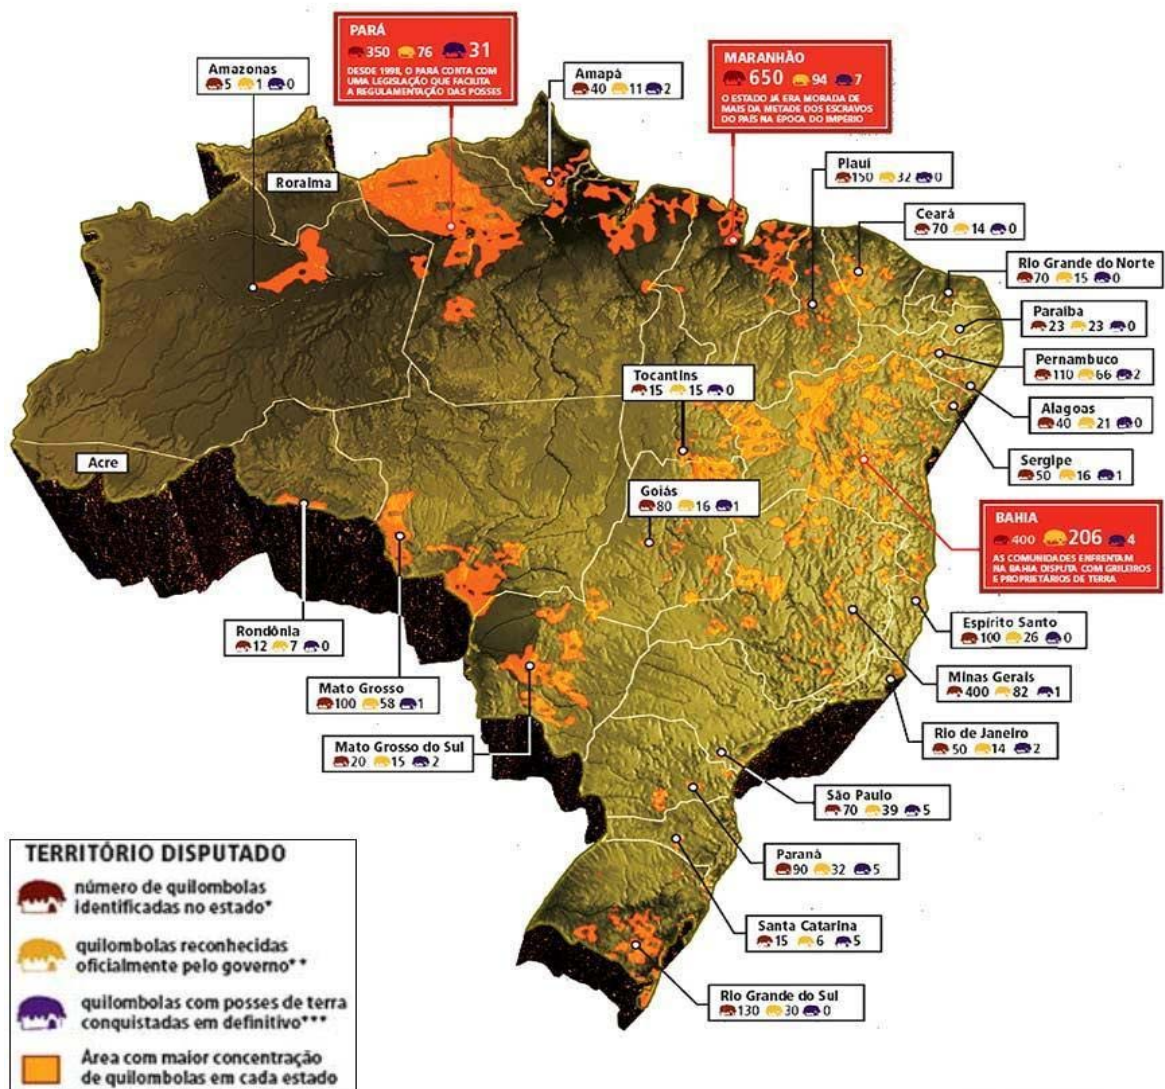 PARÁ
350 76 31
DESDE 1998, O PARÁ CONTA COM
UMA LEGISLAÇÃO QUE FACILITA
A REGULAMENTAÇÃO DAS POSSES
MARANHÃO
650 94 7
O ESTADO JÁ ERA MORADA DE
MAIS DA METADE DOS ESCRAVOS
DO PAÍS NA ÉPOCA DO IMPÉRIO
Amazonas
5 1 0
Amapá
40 11 2
Roraima
Piauí
150 32 0
Ceará
70 14 0
Rio Grande do Norte
70 15 0
Paraíba
23 23 0
Pernambuco
110 66 2
Alagoas
40 21 0
Sergipe
50 16 1
Tocantins
15 15 0
Acre
Goiás
80 16 1
BAHIA
400 206 4
AS COMUNIDADES ENFRENTAM
NA BAHIA DISPUTA COM GRILEIROS
E PROPRIETÁRIOS DE TERRA
Rondônia
12 7 0
Espírito Santo
100 26 0
Mato Grosso
100 58 1
Minas Gerais
400 82 1
Mato Grosso do Sul
20 15 2
Rio de Janeiro
50 14 2
São Paulo
70 39 5
Paraná
90 32 5
Santa Catarina
15 6 5
Rio Grande do Sul
130 30 0
TERRITÓRIO DISPUTADO
número de quilombolas
identificadas no estado*
quilombolas reconhecidas
oficialmente pelo governo**
quilombolas com posses de terra
conquistadas em definitivo***
Área com maior concentração
de quilombolas em cada estado